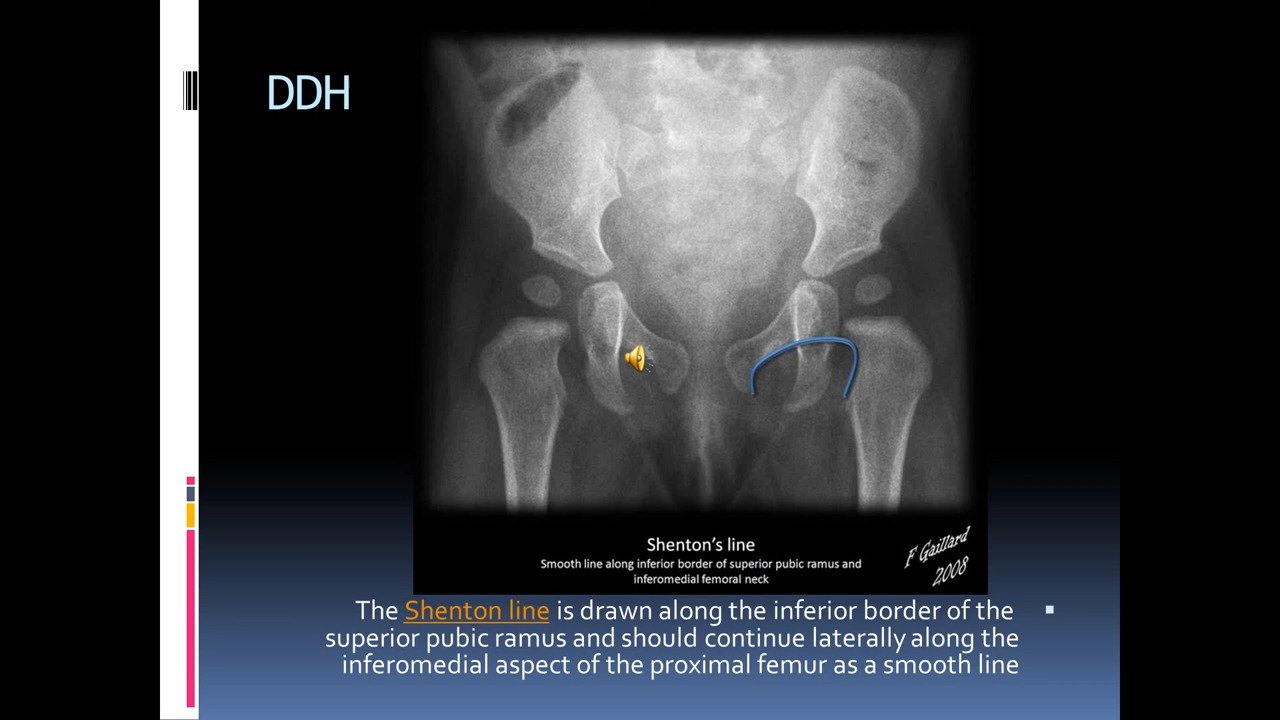 DDH
Shenton's line
Smooth line along inferior border of superior pubic ramus and
inferomedial femoral neck
F Gaillard
2008
The Shenton line is drawn along the inferior border of the
superior pubic ramus and should continue laterally along the
inferomedial aspect of the proximal femur as a smooth line